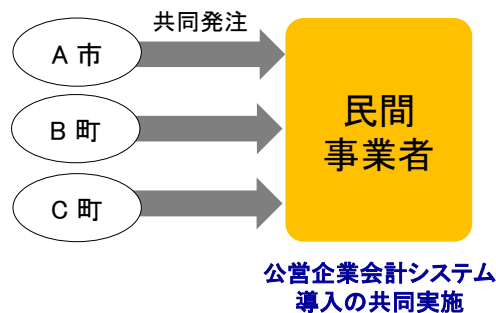 共同発注
A 市
B 町
C 町
民間
事業者
公営企業会計システム
導入の共同実施